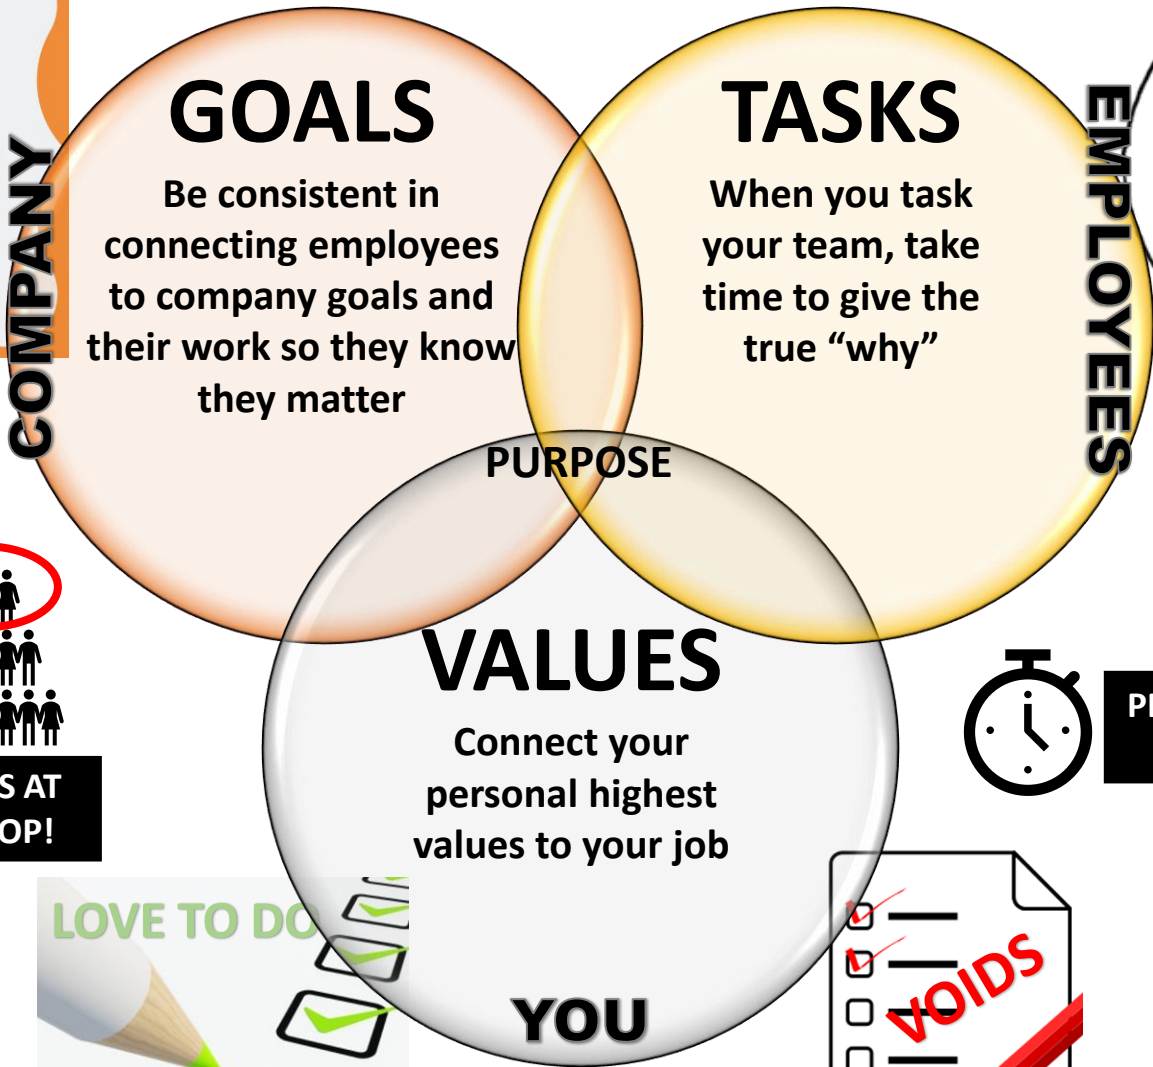 GOALS
Be consistent in
connecting employees
to company goals and
their work so they know
they matter
TASKS
When you task
your team, take
time to give the
true “why”
COMPANY
EMPLOYEES
PURPOSE
VALUES
Connect your
personal highest
values to your job
YOU
AT
LOVE TO DO
VOIDS